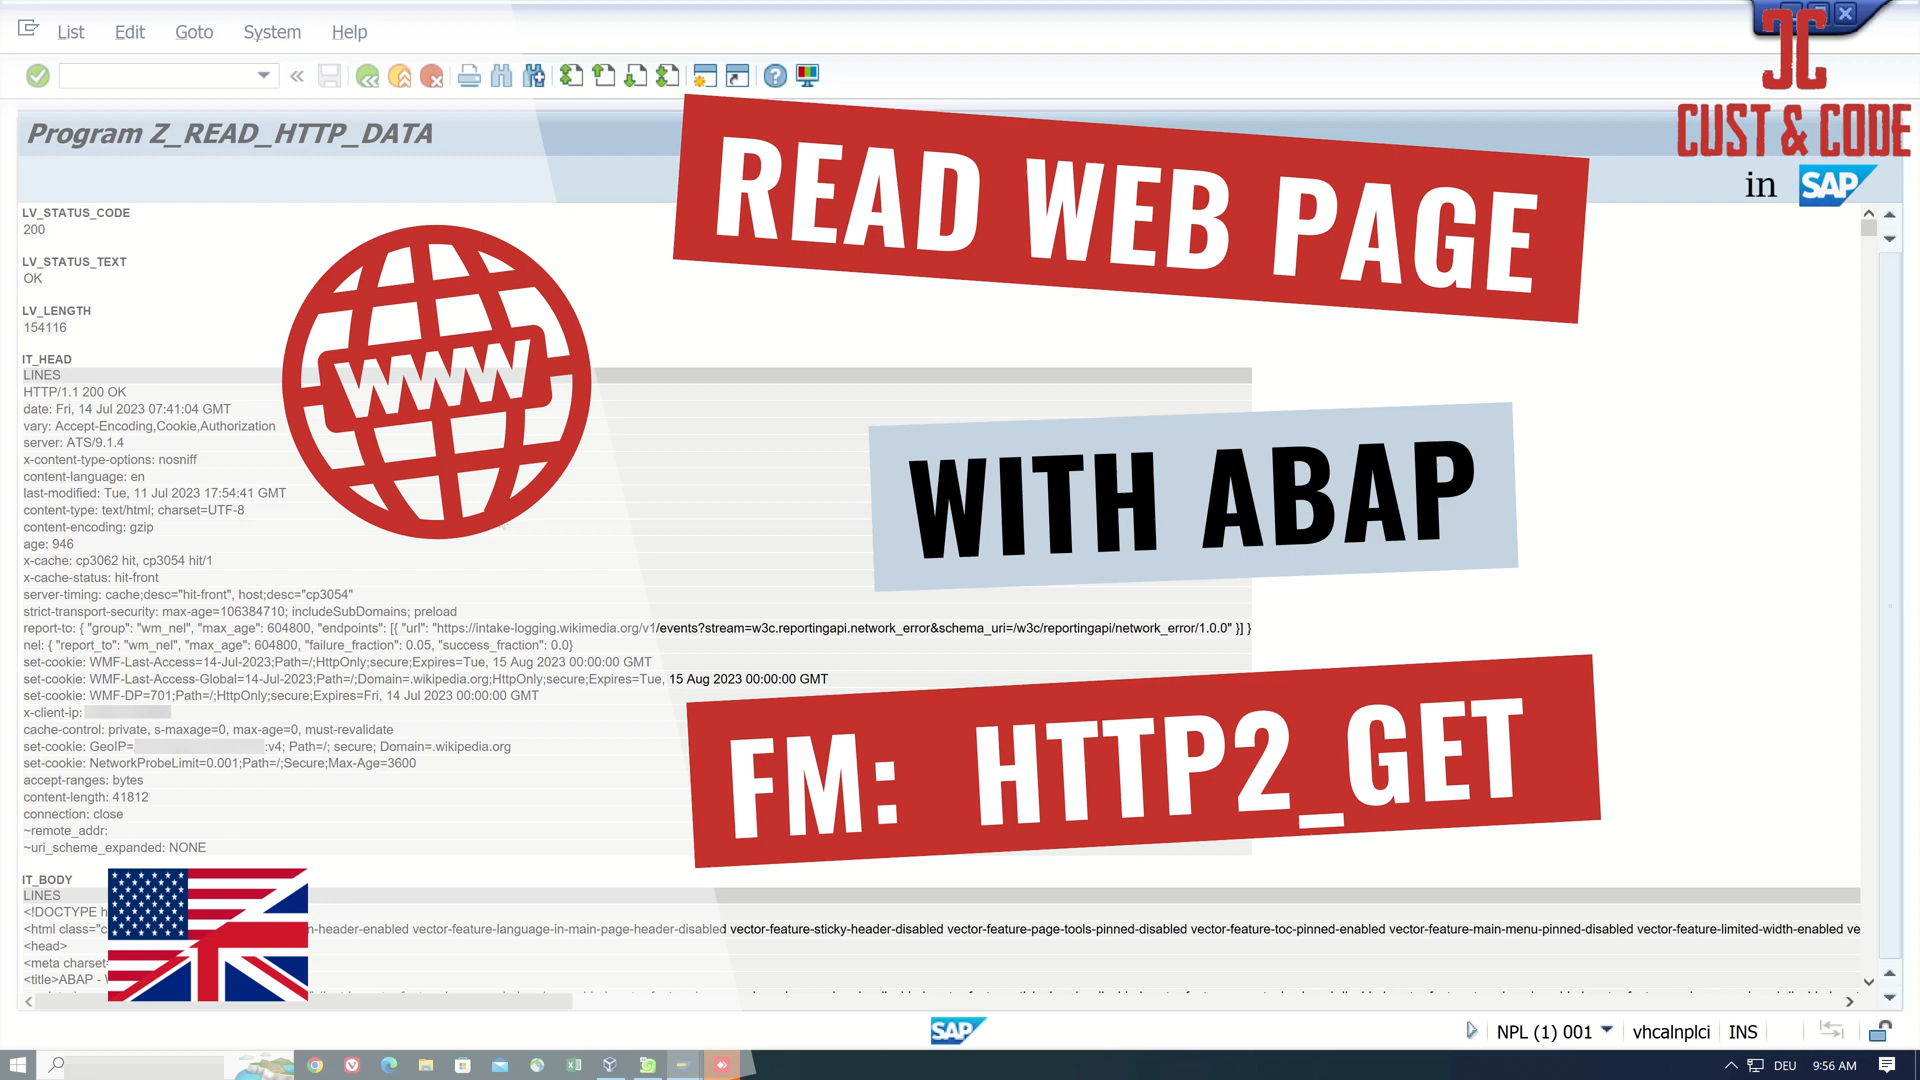 List Edit Goto System Help
CUST & CODE
in SAP
Program Z_READ_HTTP_DATA
READ WEB PAGE
WITH ABAP
FM: HTTP2_GET
WWW
LV_STATUS_CODE
200
LV_STATUS_TEXT
OK
LV_LENGTH
154116
IT_HEAD
LINES
HTTP/1.1 200 OK
date: Fri, 14 Jul 2023 07:41:04 GMT
vary: Accept-Encoding,Cookie,Authorization
server: ATS/9.1.4
x-content-type-options: nosniff
content-language: en
last-modified: Tue, 11 Jul 2023 17:54:41 GMT
content-type: text/html; charset=UTF-8
content-encoding: gzip
age: 946
x-cache: cp3062 hit, cp3054 hit/1
x-cache-status: hit-front
server-timing: cache;desc="hit-front", host;desc="cp3054"
strict-transport-security: max-age=106384710; includeSubDomains; preload
report-to: { "group": "wm_nel", "max_age": 604800, "endpoints": [{ "url": "https://intake-logging.wikimedia.org/v1/events?stream=w3c.reportingapi.network_error&schema_uri=/w3c/reportingapi/network_error/1.0.0" }] }
nel: { "report_to": "wm_nel", "max_age": 604800, "failure_fraction": 0.05, "success_fraction": 0.0}
set-cookie: WMF-Last-Access=14-Jul-2023;Path=/;HttpOnly;secure;Expires=Tue, 15 Aug 2023 00:00:00 GMT
set-cookie: WMF-Last-Access-Global=14-Jul-2023;Path=/;Domain=.wikipedia.org;HttpOnly;secure;Expires=Tue, 15 Aug 2023 00:00:00 GMT
set-cookie: WMF-DP=701;Path=/;HttpOnly;secure;Expires=Fri, 14 Jul 2023 00:00:00 GMT
x-client-ip:
cache-control: private, s-maxage=0, max-age=0, must-revalidate
set-cookie: GeoIP= :v4; Path=/; secure; Domain=.wikipedia.org
set-cookie: NetworkProbeLimit=0.001;Path=/;Secure;Max-Age=3600
accept-ranges: bytes
content-length: 41812
connection: close
~remote_addr:
~uri_scheme_expanded: NONE
IT_BODY
LINES
<!DOCTYPE h
<html class="c n-header-enabled vector-feature-language-in-main-page-header-disabled vector-feature-sticky-header-disabled vector-feature-page-tools-pinned-disabled vector-feature-toc-pinned-enabled vector-feature-main-menu-pinned-disabled vector-feature-limited-width-enabled ve
<head>
<meta charset=
<title>ABAP -
SAP
NPL (1) 001 vhcalnplci INS
DEU 9:56 AM